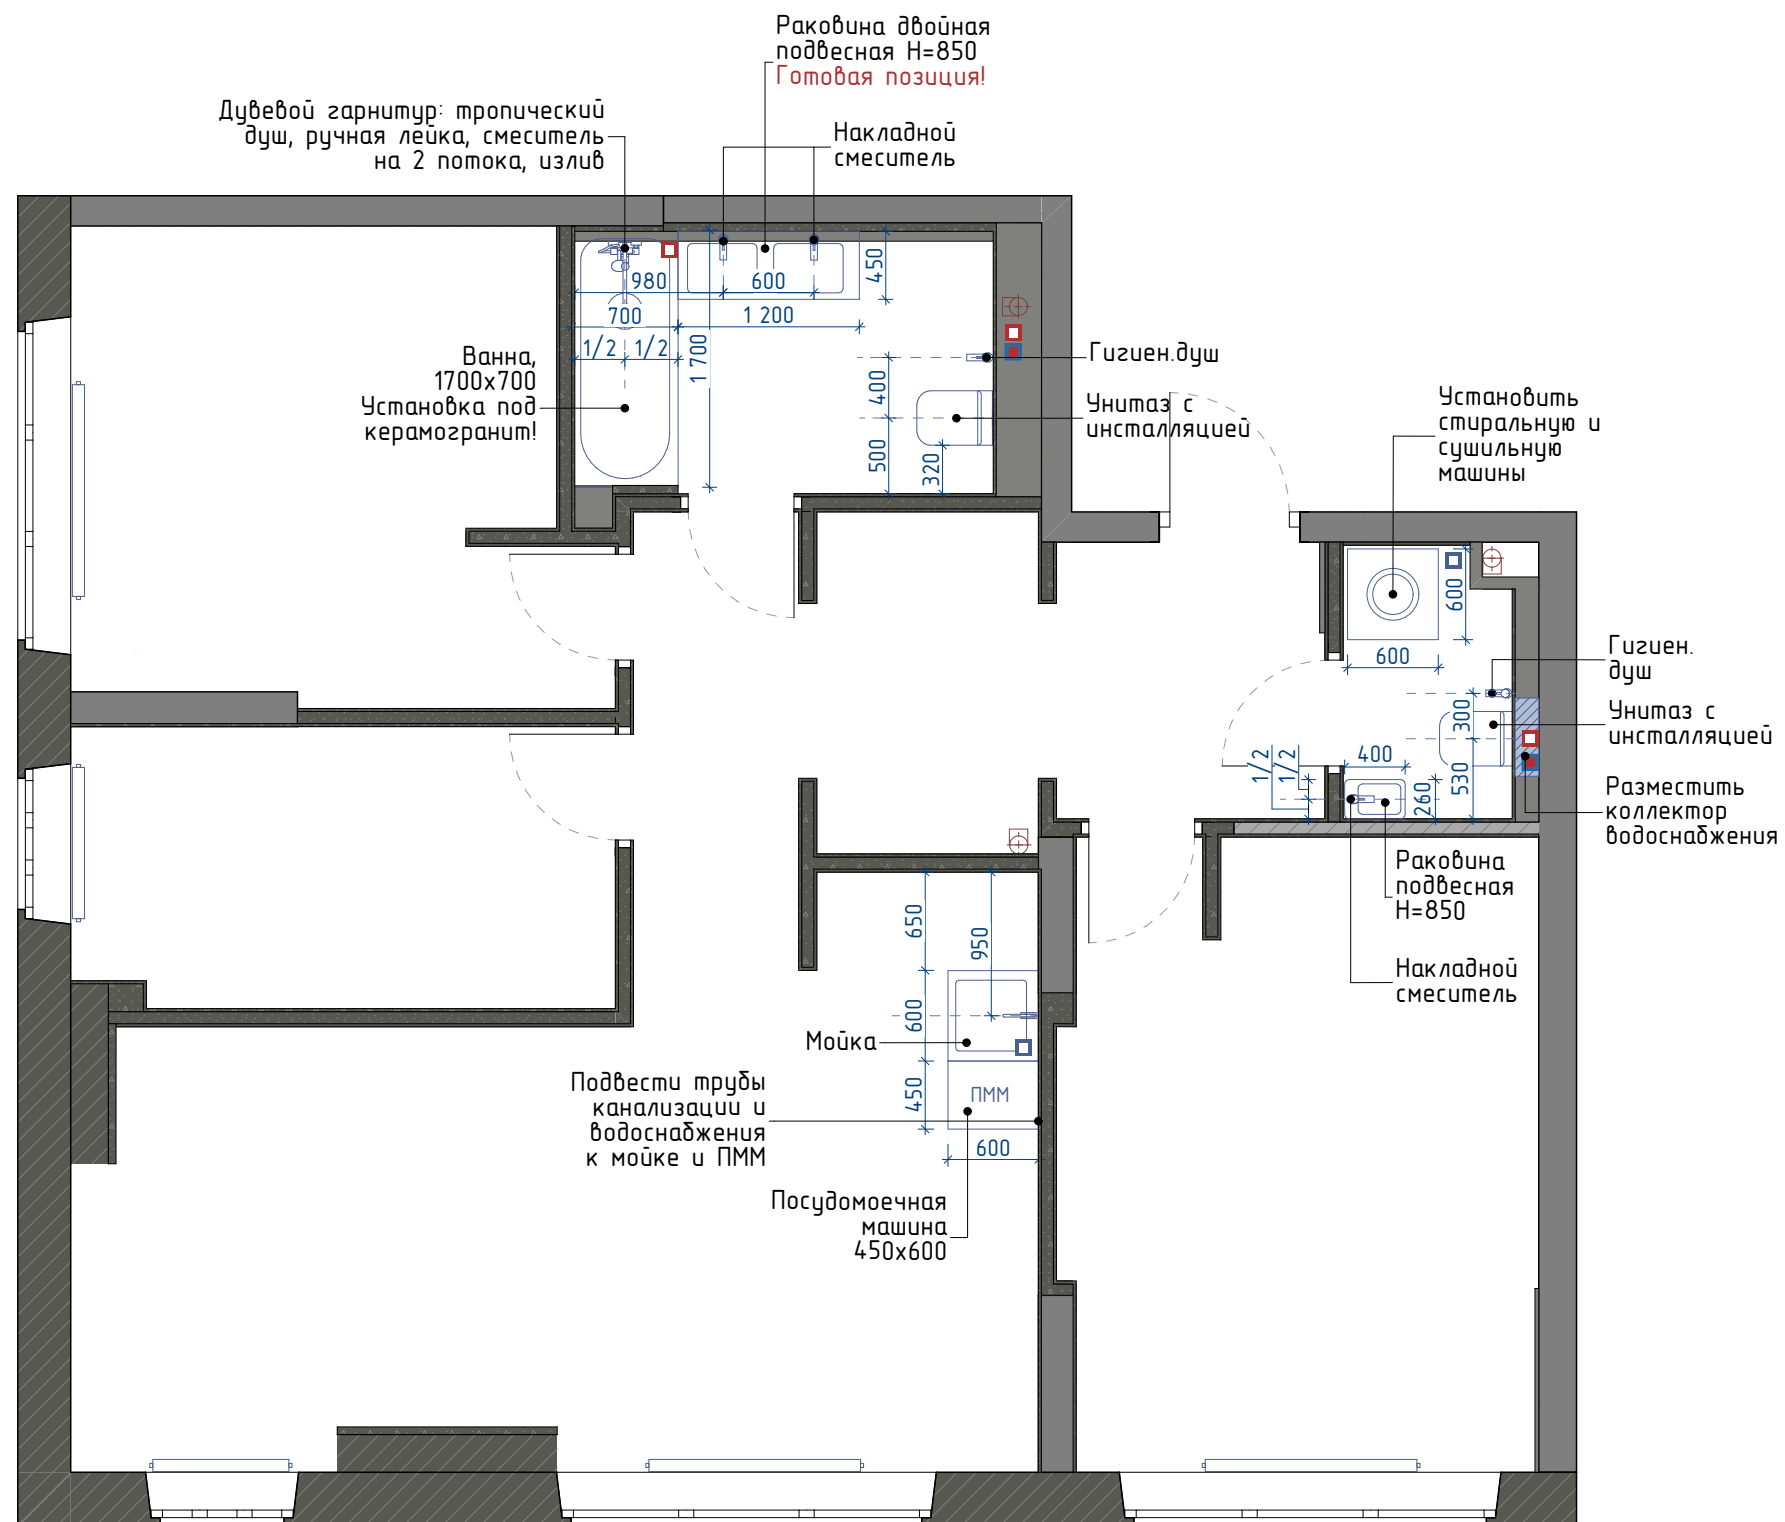 Раковина двойная
подвесная H=850
Готовая позиция!
Дувевой гарнитур: тропический
душ, ручная лейка, смеситель
на 2 потока, излив
Накладной
смеситель
980
600
450
700
1 200
1/2
1/2
1 700
Ванна,
1700х700
Установка под
керамогранит!
400
500
320
Гигиен.душ
Унитаз с
инсталляцией
Установить
стиральную и
сушильную
машины
600
600
Гигиен.
душ
300
Унитаз с
инсталляцией
1/2
1/2
400
260
530
Разместить
коллектор
водоснабжения
Раковина
подвесная
H=850
Накладной
смеситель
650
950
600
Мойка
450
ПММ
Подвести трубы
канализации и
водоснабжения
к мойке и ПММ
600
Посудомоечная
машина
450х600